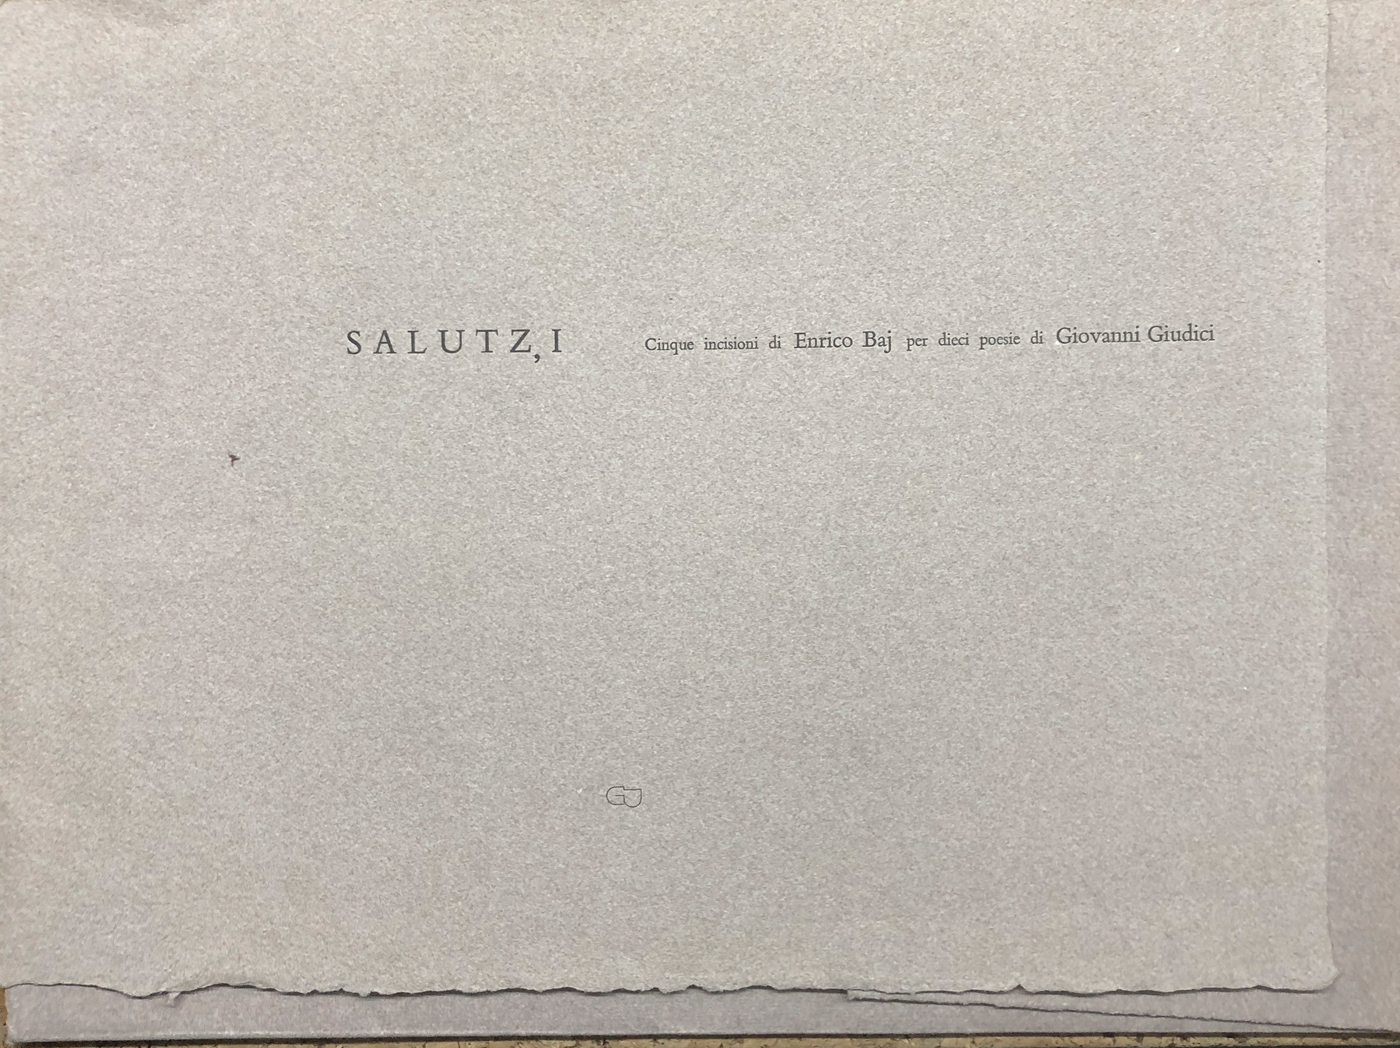 SALUTZ,I Cinque incisioni di Enrico Baj per dieci poesie di Giovanni Giudici